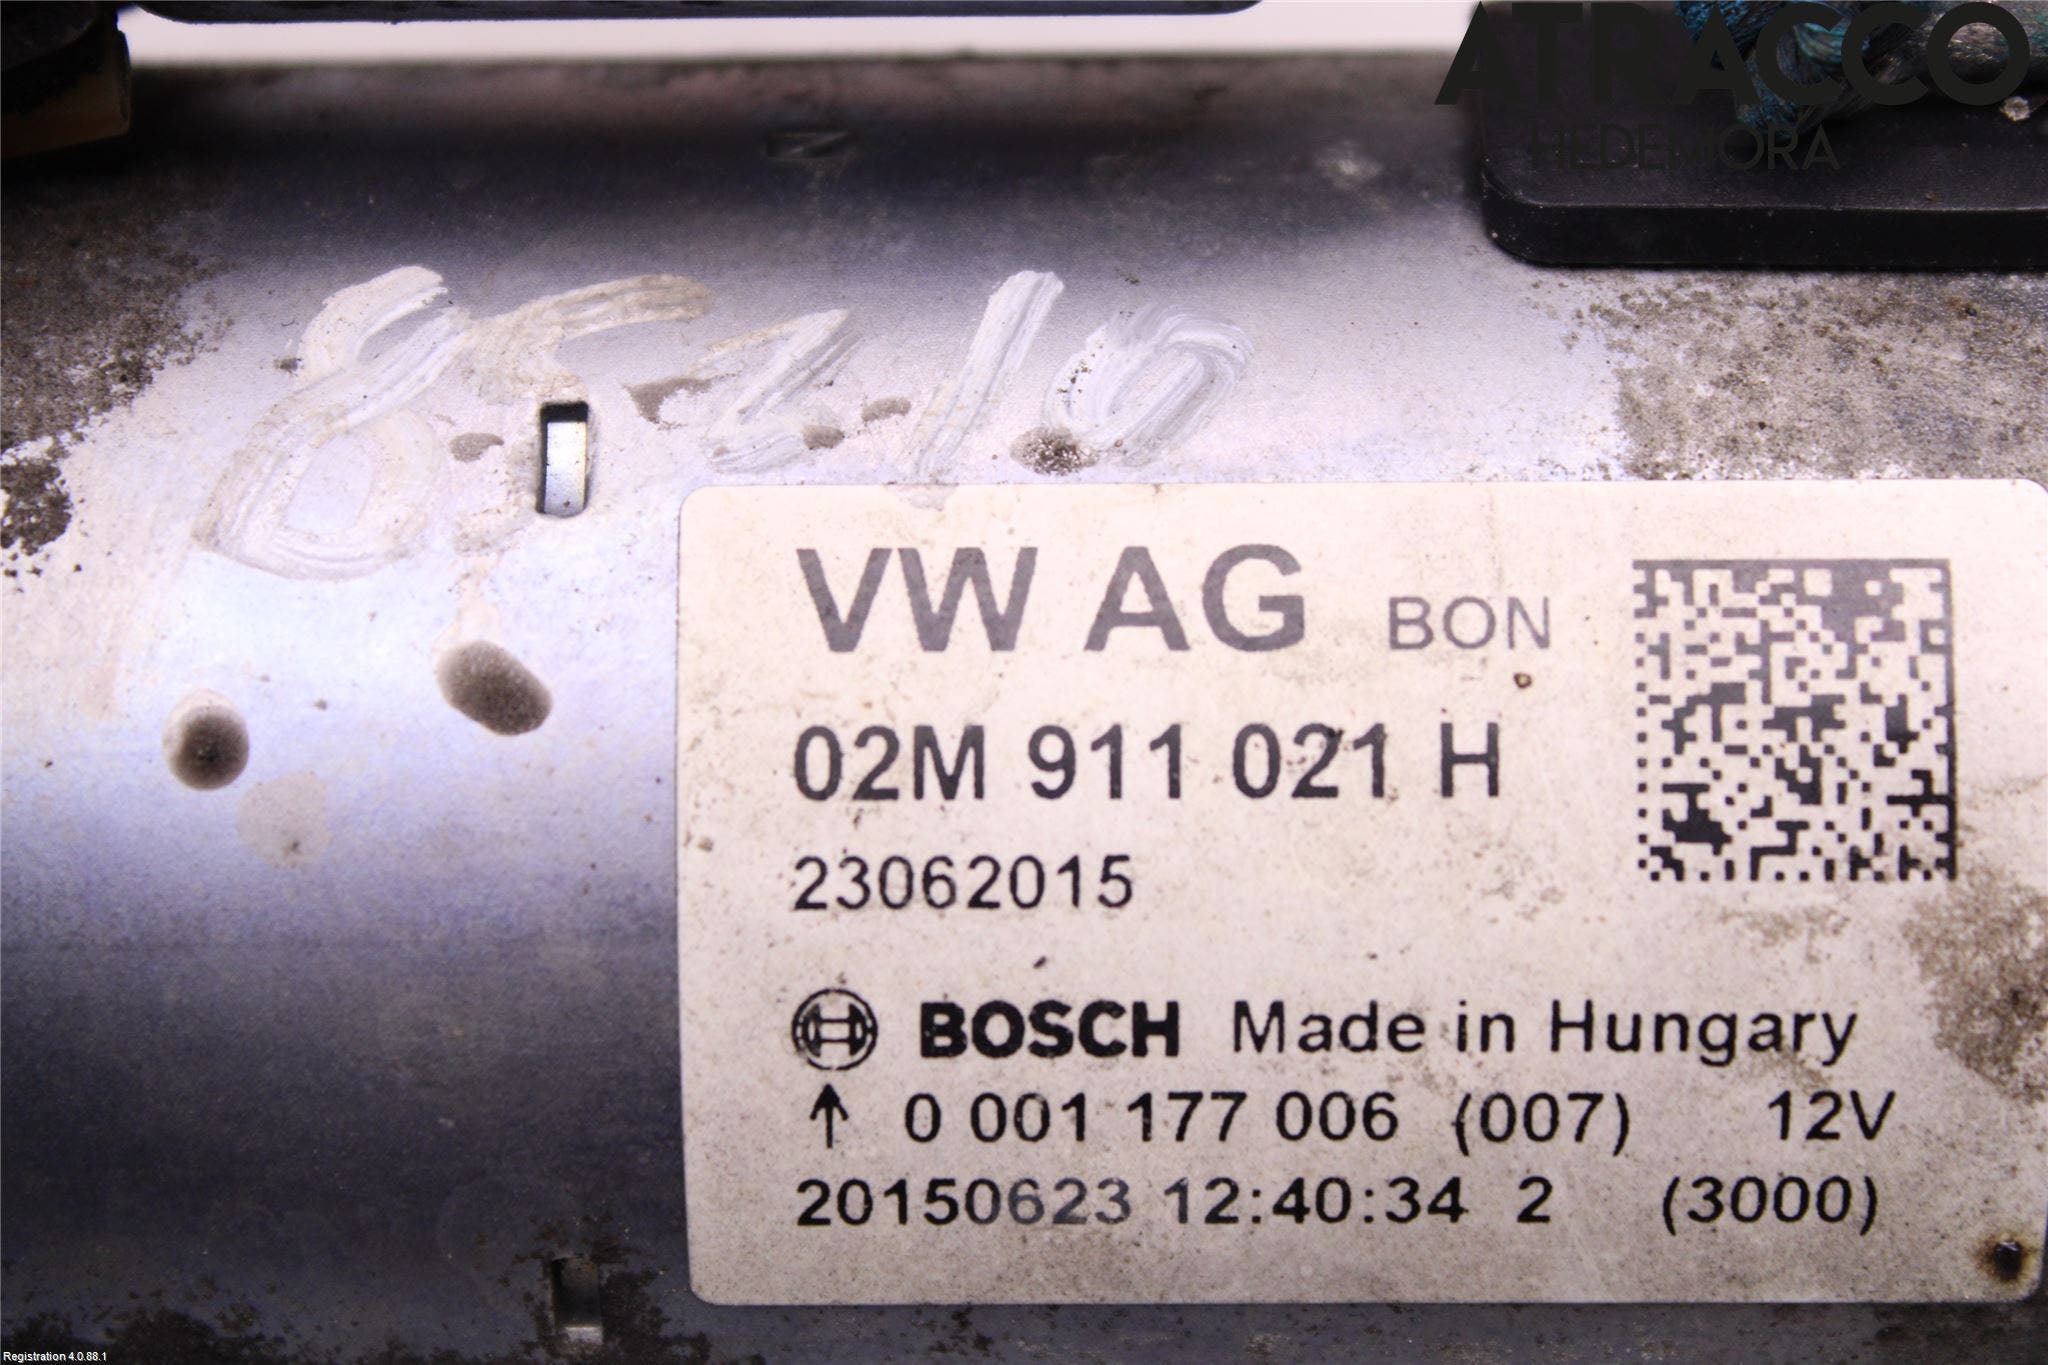 ATRACCO
HEDEMORA
VW AG BON
02M 911 021 H
23062015
BOSCH Made in Hungary
↑ 0 001 177 006 (007) 12V
20150623 12:40:34 2 (3000)
Registration 4.0.88.1